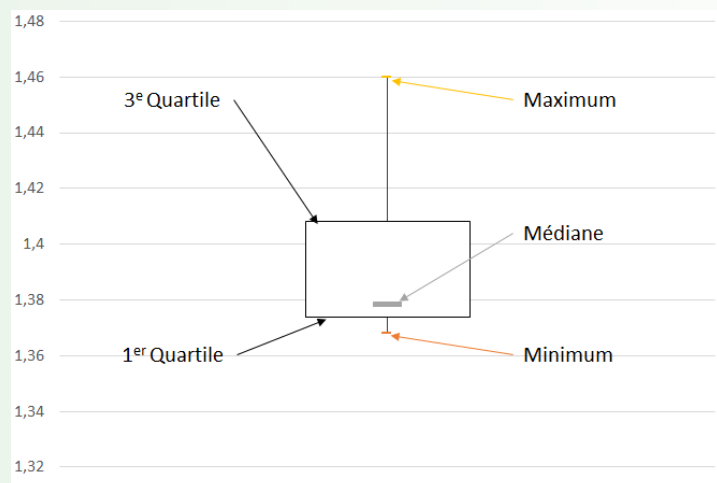 1,48
1,46
3e Quartile
Maximum
1,44
1,42
Médiane
1,4
1,38
1er Quartile
Minimum
1,36
1,34
1,32